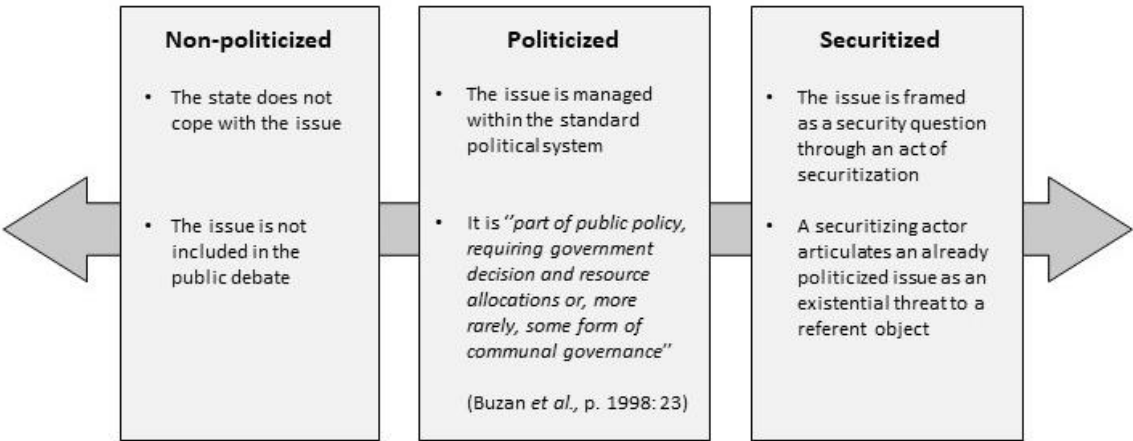 Non-politicized
• The state does not
cope with the issue
• The issue is not
included in the
public debate
Politicized
• The issue is managed
within the standard
political system
• It is ‘‘part of public policy,
requiring government
decision and resource
allocations or, more
rarely, some form of
communal governance’’
(Buzan et al., p. 1998: 23)
Securitized
• The issue is framed
as a security question
through an act of
securitization
• A securitizing actor
articulates an already
politicized issue as an
existential threat to a
referent object